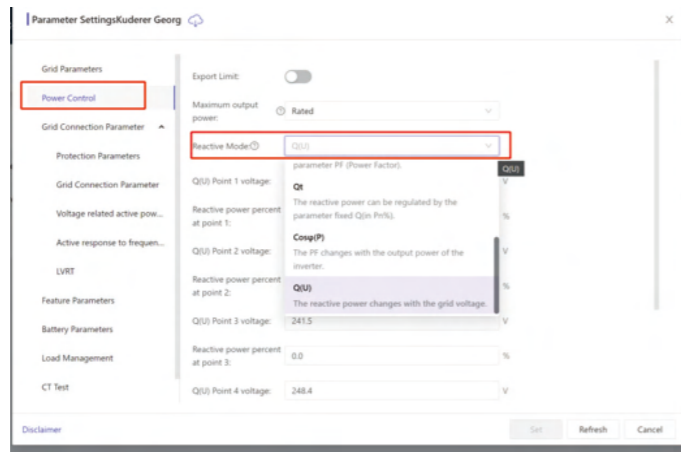 Parameter SettingsKuderer Georg
Grid Parameters
Power Control
Grid Connection Parameter
Protection Parameters
Grid Connection Parameter
Voltage related active pow...
Active response to frequen...
LVRT
Feature Parameters
Battery Parameters
Load Management
CT Test
Export Limit:
Maximum output
power:
Rated
Reactive Mode:
Q(U)
parameter PF (Power Factor).
Q(U)
Q(U) Point 1 voltage:
V
Qt
The reactive power can be regulated by the
parameter fixed Q(in Pn%).
Reactive power percent
at point 1:
%
Cosφ(P)
The PF changes with the output power of the
inverter.
Q(U) Point 2 voltage:
V
Reactive power percent
at point 2:
%
Q(U)
The reactive power changes with the grid voltage.
Q(U) Point 3 voltage:
241.5
V
Reactive power percent
at point 3:
0.0
%
Q(U) Point 4 voltage:
248.4
V
Disclaimer
Set
Refresh
Cancel